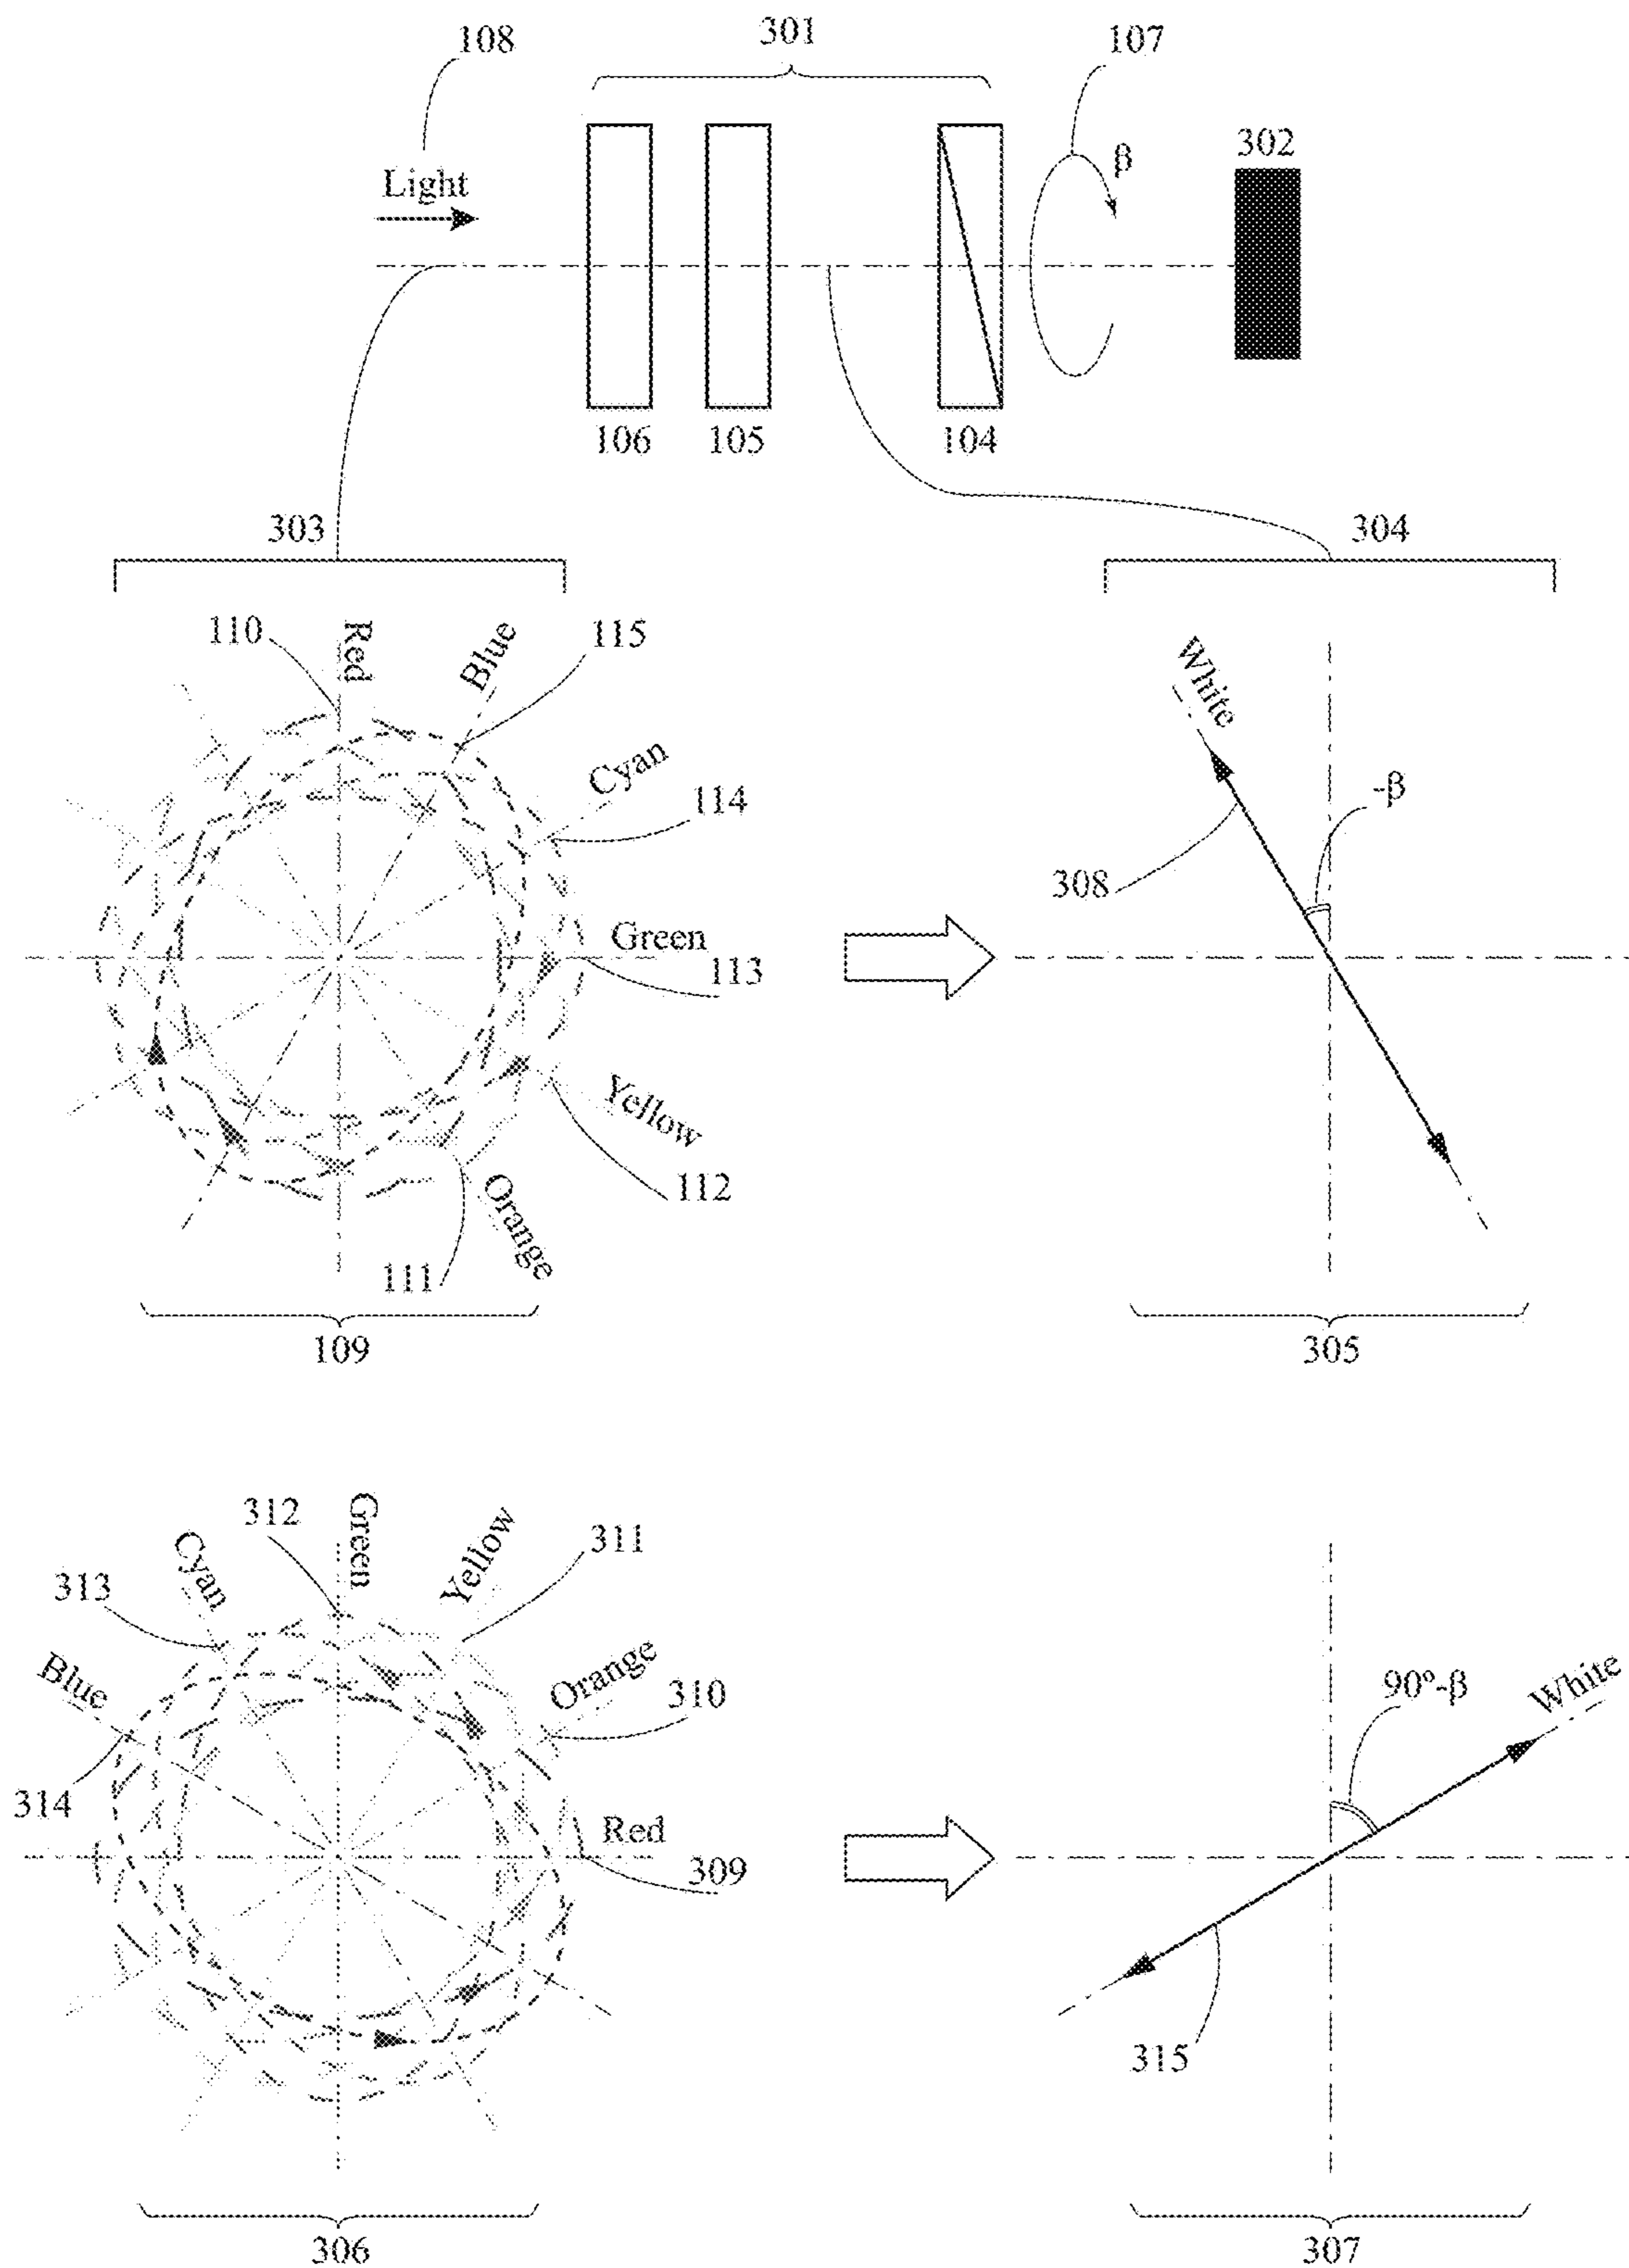 108
301
107
Light
β
302
106
105
104
303
304
110
Red
Blue
115
White
Cyan
114
-β
308
Green
113
Yellow
112
Orange
111
109
305
312
Green
Yellow
311
Cyan
313
Blue
Orange
310
90º-β
White
314
Red
309
315
306
307